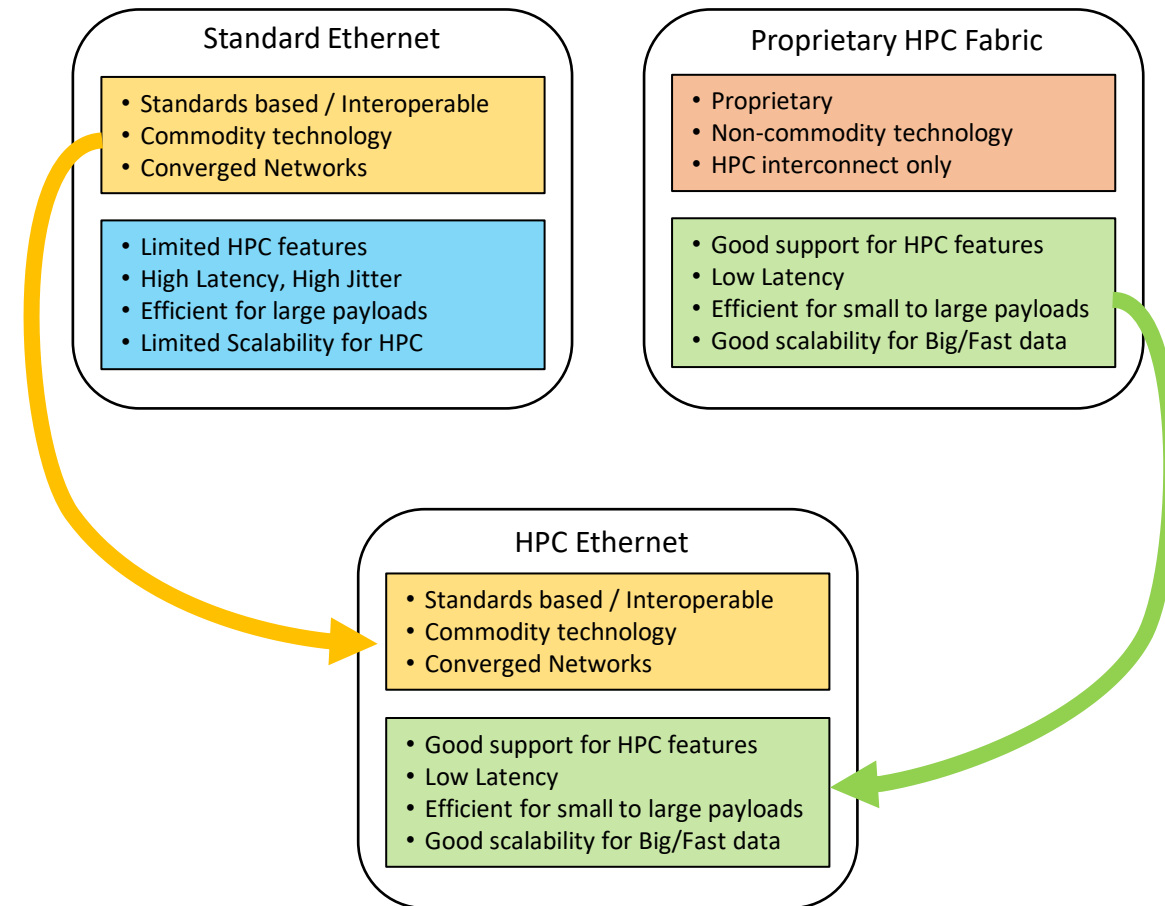 Standard Ethernet
• Standards based / Interoperable
• Commodity technology
• Converged Networks
• Limited HPC features
• High Latency, High Jitter
• Efficient for large payloads
• Limited Scalability for HPC
Proprietary HPC Fabric
• Proprietary
• Non-commodity technology
• HPC interconnect only
• Good support for HPC features
• Low Latency
• Efficient for small to large payloads
• Good scalability for Big/Fast data
HPC Ethernet
• Standards based / Interoperable
• Commodity technology
• Converged Networks
• Good support for HPC features
• Low Latency
• Efficient for small to large payloads
• Good scalability for Big/Fast data